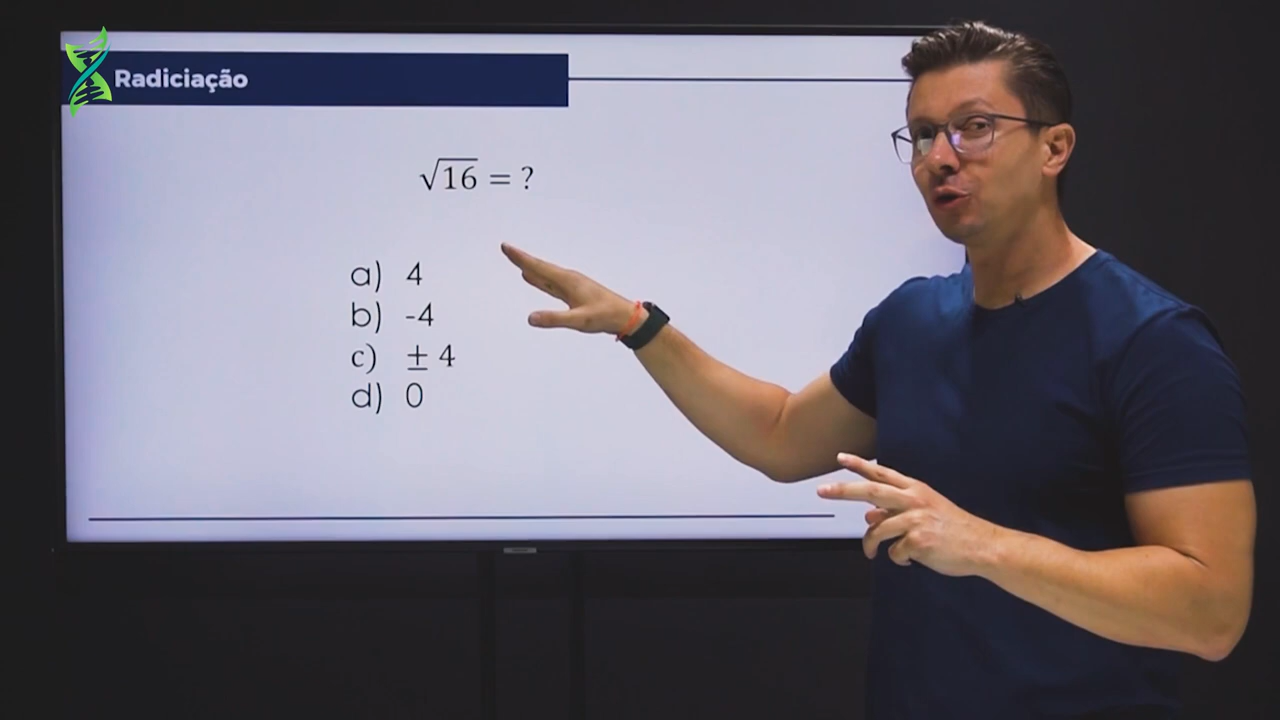 Radiciação
√16 = ?
a) 4
b) -4
c) ± 4
d) 0